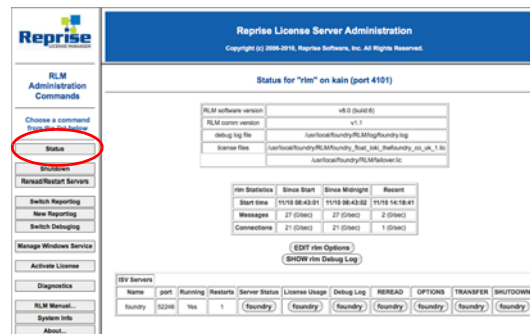 Reprise
LICENSE MANAGER
RLM
Administration
Commands
Choose a command
from the list below
Status
Shutdown
Reread/Restart Servers
Switch Reportlog
New Reportlog
Switch Debuglog
Manage Windows Service
Activate License
Diagnostics
RLM Manual...
System Info
About...
Reprise License Server Administration
Copyright (c) 2006-2010, Reprise Software, Inc. All Rights Reserved.
Status for "rlm" on kain (port 4101)
RLM software version v8.0 (build:6)
RLM comm version v1.1
debug log file /usr/local/foundry/RLM/log/foundry.log
license files /usr/local/foundry/RLM/foundry_float_loki_thefoundry_co_uk_1.lic
/usr/local/foundry/RLM/failover.lic
rlm Statistics Since Start Since Midnight Recent
Start time 11/10 08:43:01 11/10 08:43:02 11/10 14:18:41
Messages 27 (0/sec) 27 (0/sec) 2 (0/sec)
Connections 21 (0/sec) 21 (0/sec) 1 (0/sec)
EDIT rlm Options
SHOW rlm Debug Log
ISV Servers
Name port Running Restarts Server Status License Usage Debug Log REREAD OPTIONS TRANSFER SHUTDOWN
foundry 52246 Yes 1 foundry foundry foundry foundry foundry foundry foundry